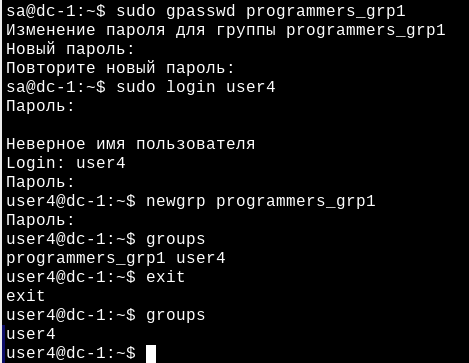 sa@dc-1:~$ sudo gpasswd programmers_grp1
Изменение пароля для группы programmers_grp1
Новый пароль:
Повторите новый пароль:
sa@dc-1:~$ sudo login user4
Пароль:
Неверное имя пользователя
Login: user4
Пароль:
user4@dc-1:~$ newgrp programmers_grp1
Пароль:
user4@dc-1:~$ groups
programmers_grp1 user4
user4@dc-1:~$ exit
exit
user4@dc-1:~$ groups
user4
user4@dc-1:~$